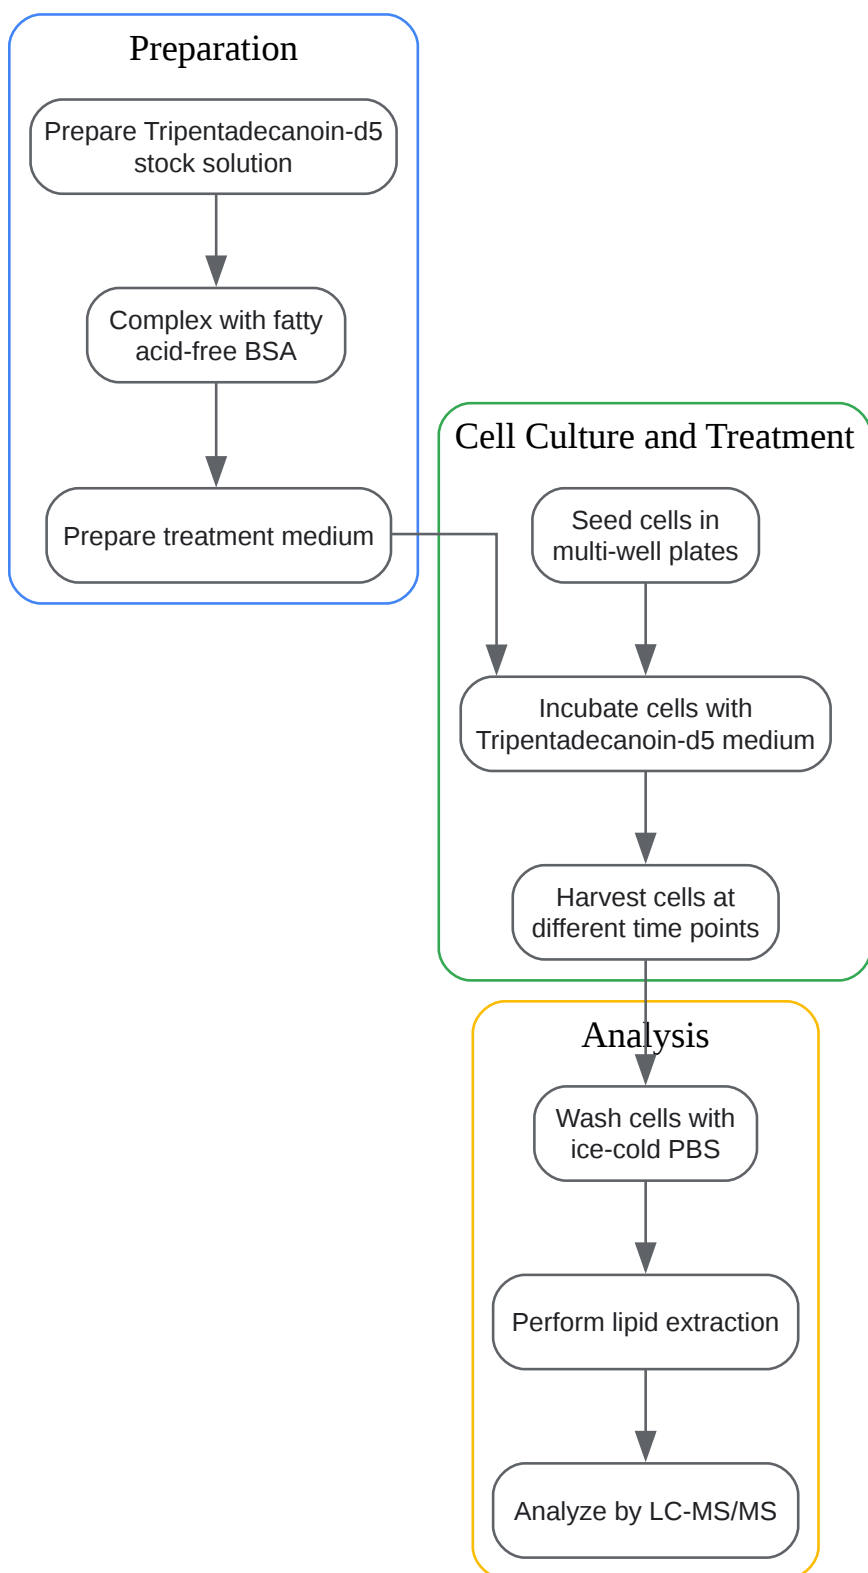 Preparation
Prepare Tripentadecanoin-d5
stock solution
Complex with fatty
acid-free BSA
Prepare treatment medium
Cell Culture and Treatment
Seed cells in
multi-well plates
Incubate cells with
Tripentadecanoin-d5 medium
Harvest cells at
different time points
Analysis
Wash cells with
ice-cold PBS
Perform lipid extraction
Analyze by LC-MS/MS